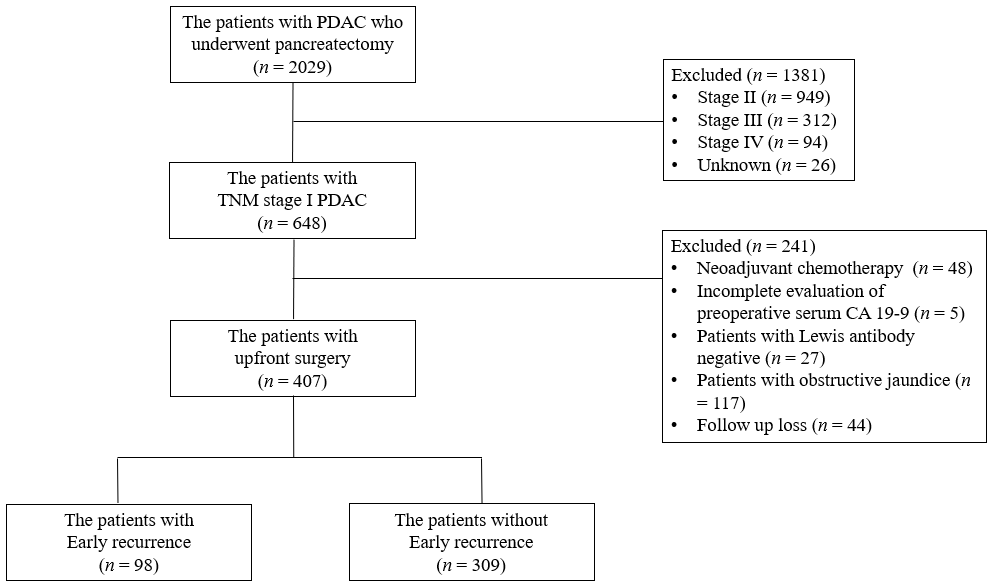 The patients with PDAC who
underwent pancreatectomy
(n = 2029)
Excluded (n = 1381)
• Stage II (n = 949)
• Stage III (n = 312)
• Stage IV (n = 94)
• Unknown (n = 26)
The patients with
TNM stage I PDAC
(n = 648)
Excluded (n = 241)
• Neoadjuvant chemotherapy (n = 48)
• Incomplete evaluation of
preoperative serum CA 19-9 (n = 5)
• Patients with Lewis antibody
negative (n = 27)
• Patients with obstructive jaundice (n
= 117)
• Follow up loss (n = 44)
The patients with
upfront surgery
(n = 407)
The patients with
Early recurrence
(n = 98)
The patients without
Early recurrence
(n = 309)